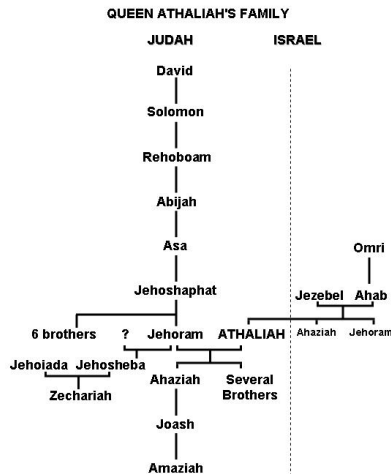 QUEEN ATHALIAH'S FAMILY
JUDAH ISRAEL
David
Solomon
Rehoboam
Abijah
Asa
Omri
Jehoshaphat
Jezebel Ahab
6 brothers ? Jehoram ATHALIAH Ahaziah Jehoram
Jehoiada Jehosheba
Ahaziah Several
Brothers
Zechariah
Joash
Amaziah